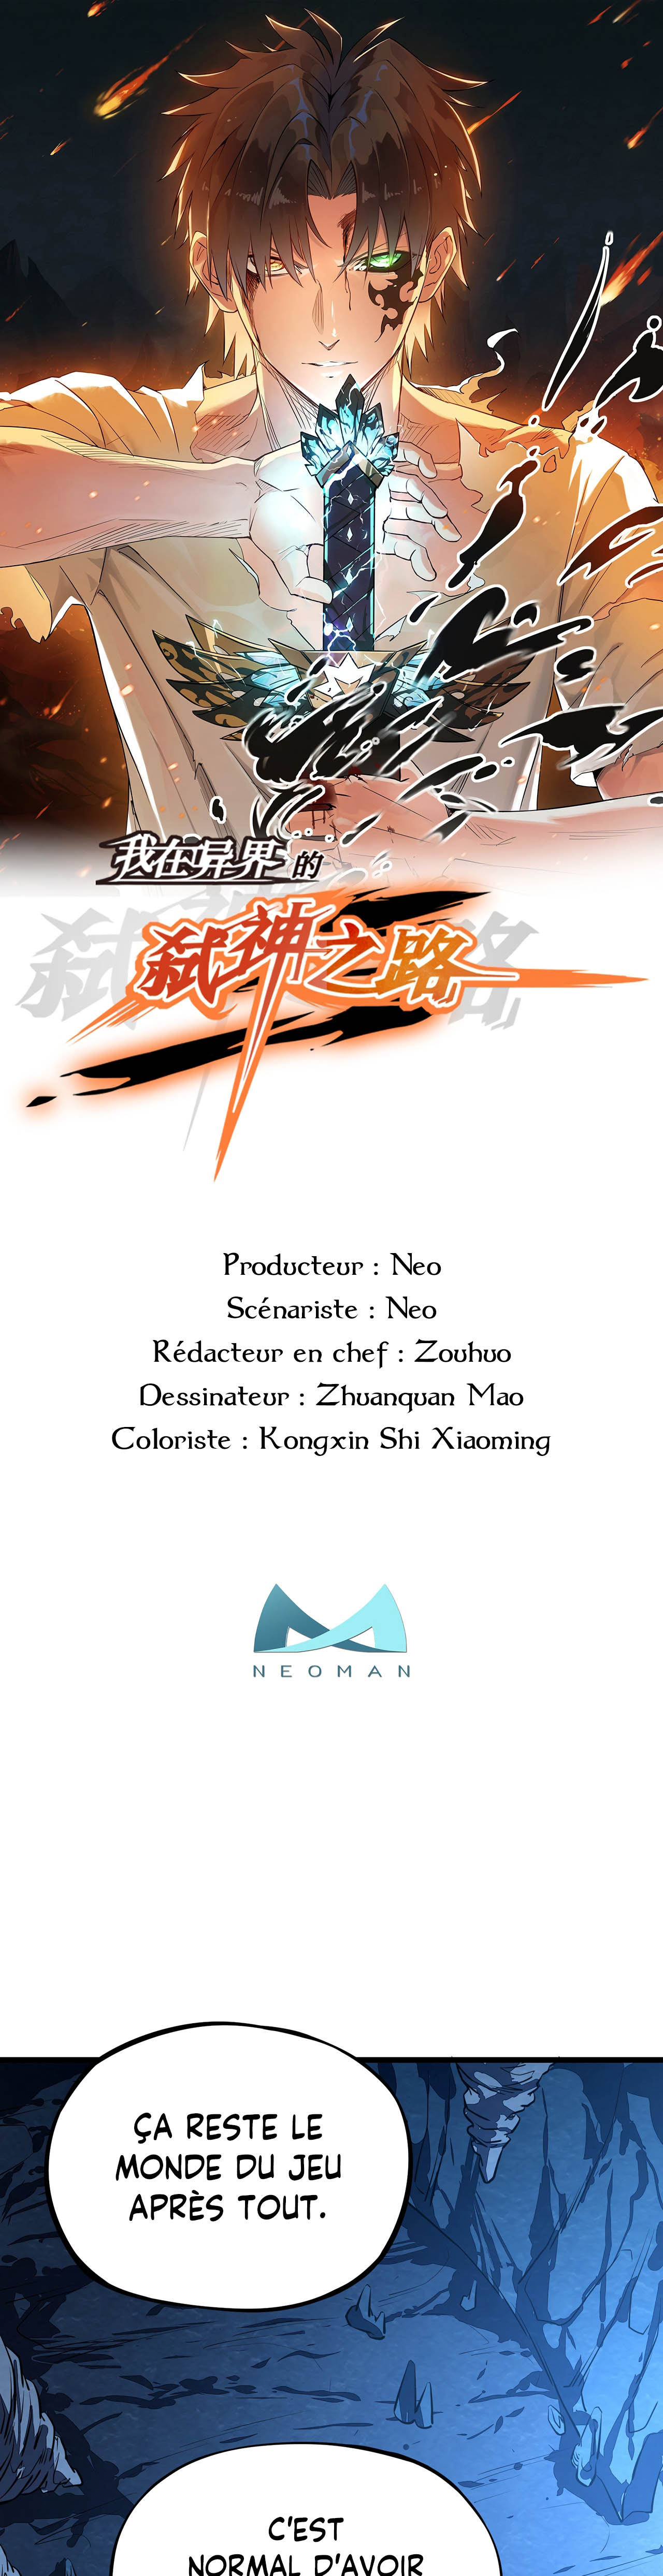 我在异界的
弑神之路
Producteur : Neo
Scénariste : Neo
Rédacteur en chef : Zouhuo
Dessinateur : Zhuanquan Mao
Coloriste : Kongxin Shi Xiaoming
NEOMAN
ÇA RESTE LE
MONDE DU JEU
APRÈS TOUT.
C'EST
NORMAL D'AVOIR